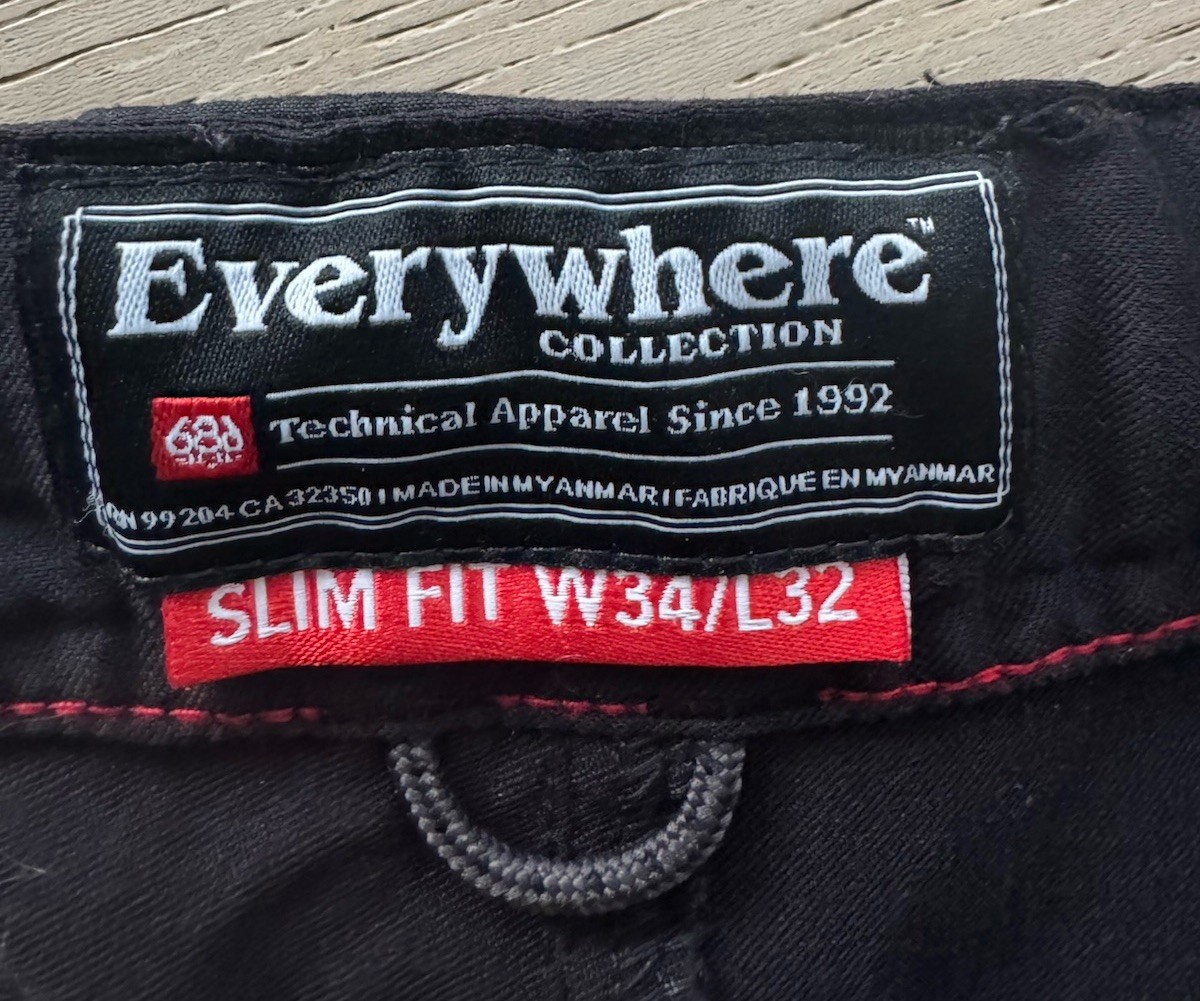 Everywhere™
COLLECTION
686
Technical Apparel Since 1992
RN 99204 CA 32350 | MADE IN MYANMAR | FABRIQUE EN MYANMAR
SLIM FIT W34/L32